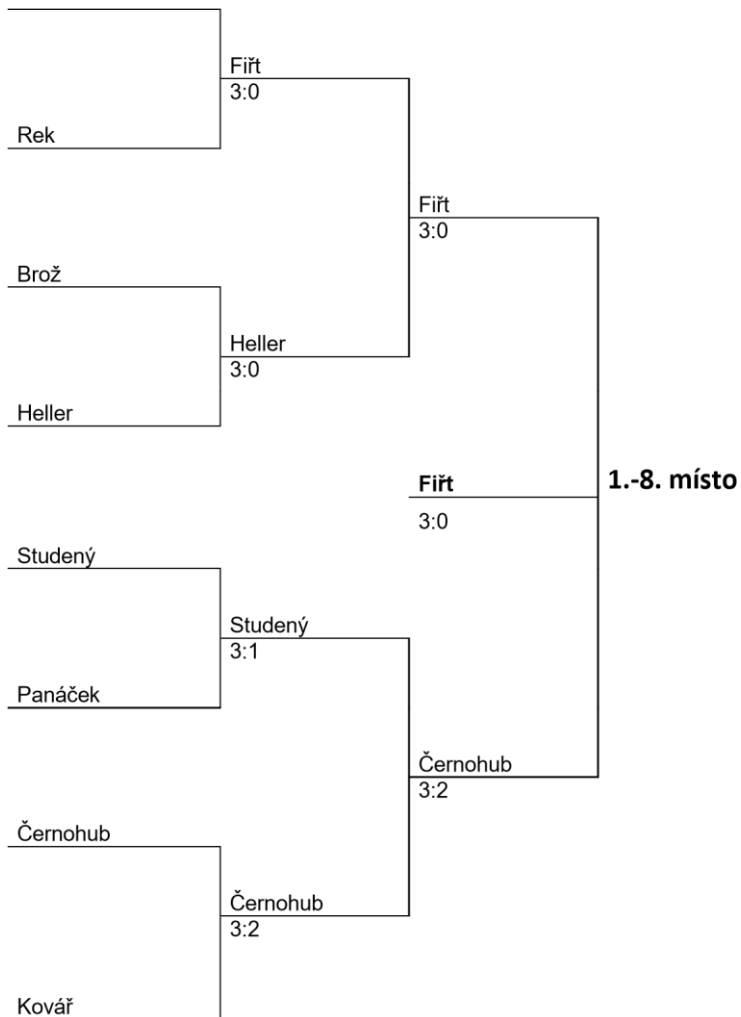 Fiřt
3:0
Rek
Fiřt
3:0
Brož
Heller
3:0
Heller
Fiřt
1.-8. místo
3:0
Studený
Studený
3:1
Panáček
Černohub
3:2
Černohub
Černohub
3:2
Kovář